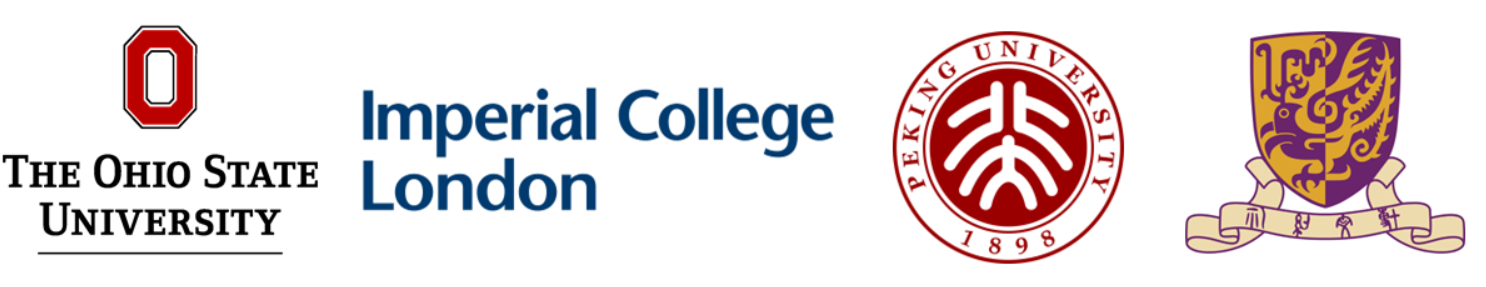 O
THE OHIO STATE
UNIVERSITY
Imperial College
London
PEKING UNIVERSITY
1898